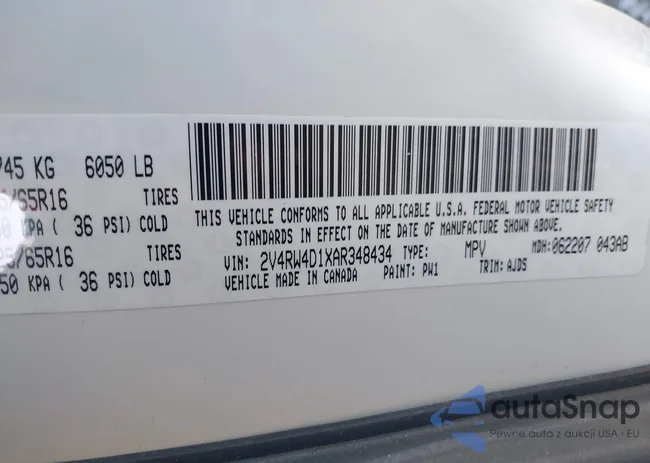 745 KG 6050 LB
/65R16 TIRES
50 KPA ( 36 PSI) COLD
/65R16 TIRES
50 KPA ( 36 PSI) COLD
THIS VEHICLE CONFORMS TO ALL APPLICABLE U.S.A. FEDERAL MOTOR VEHICLE SAFETY
STANDARDS IN EFFECT ON THE DATE OF MANUFACTURE SHOWN ABOVE.
VIN: 2V4RW4D1XAR348434 TYPE: MPV MDH:062207 043AB
VEHICLE MADE IN CANADA PAINT: PW1 TRIM: AJDS
autoSnap
Pewne auta z aukcji USA i EU